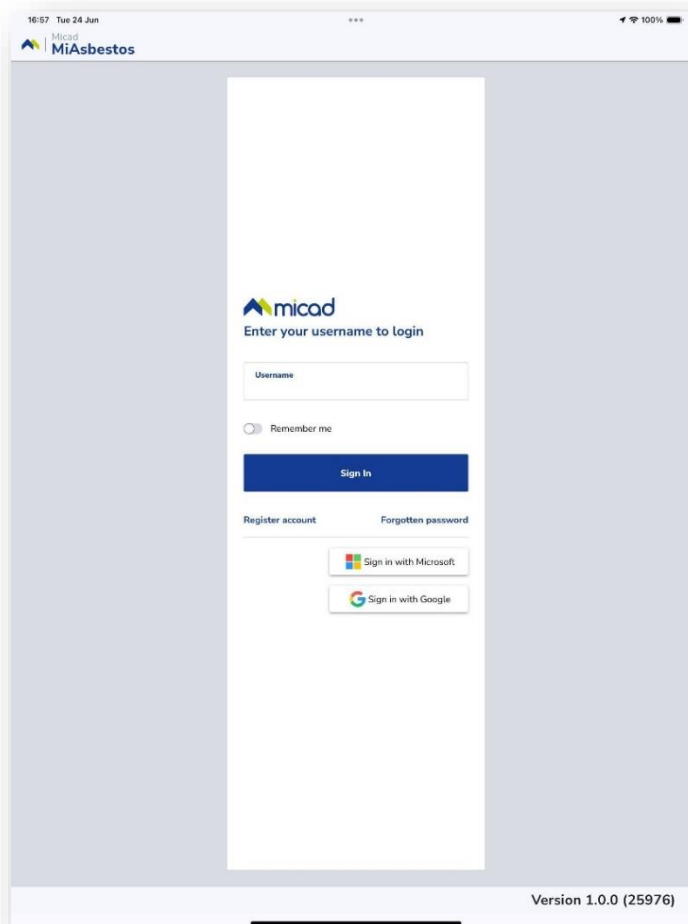 16:57 Tue 24 Jun
100%
Micad
MiAsbestos
micad
Enter your username to login
Username
Remember me
Sign In
Register account
Forgotten password
Sign in with Microsoft
Sign in with Google
Version 1.0.0 (25976)